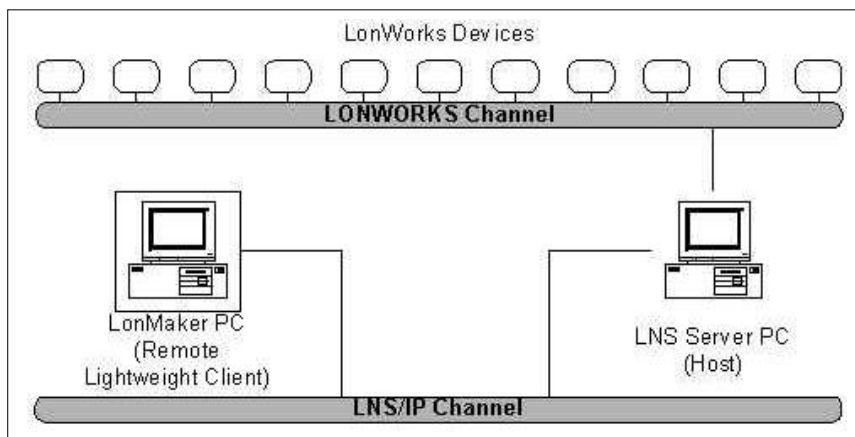 LonWorks Devices
LONWORKS Channel
LonMaker PC
(Remote
Lightweight Client)
LNS Server PC
(Host)
LNS/IP Channel